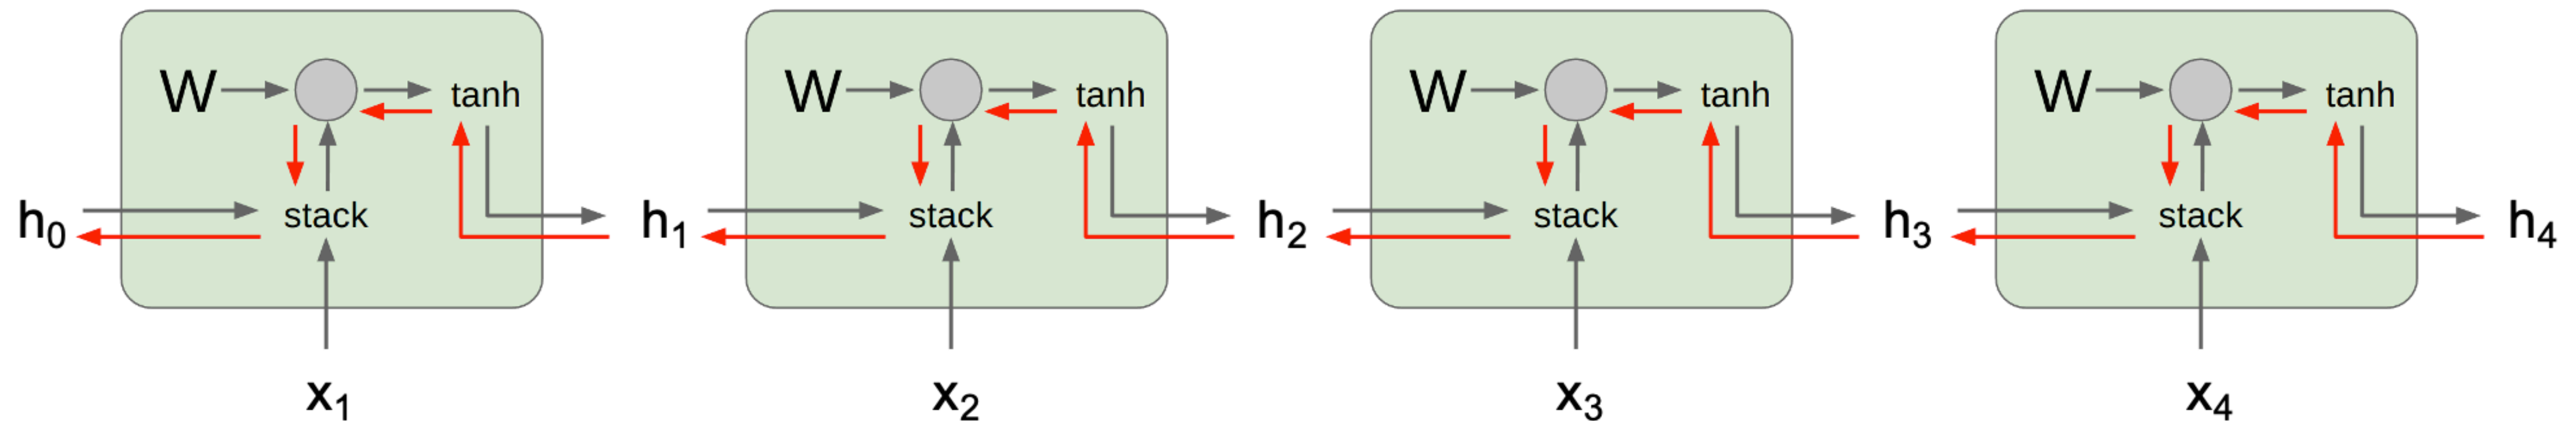 W tanh W tanh W tanh W tanh
h₀ stack h₁ stack h₂ stack h₃ stack h₄
x₁ x₂ x₃ x₄